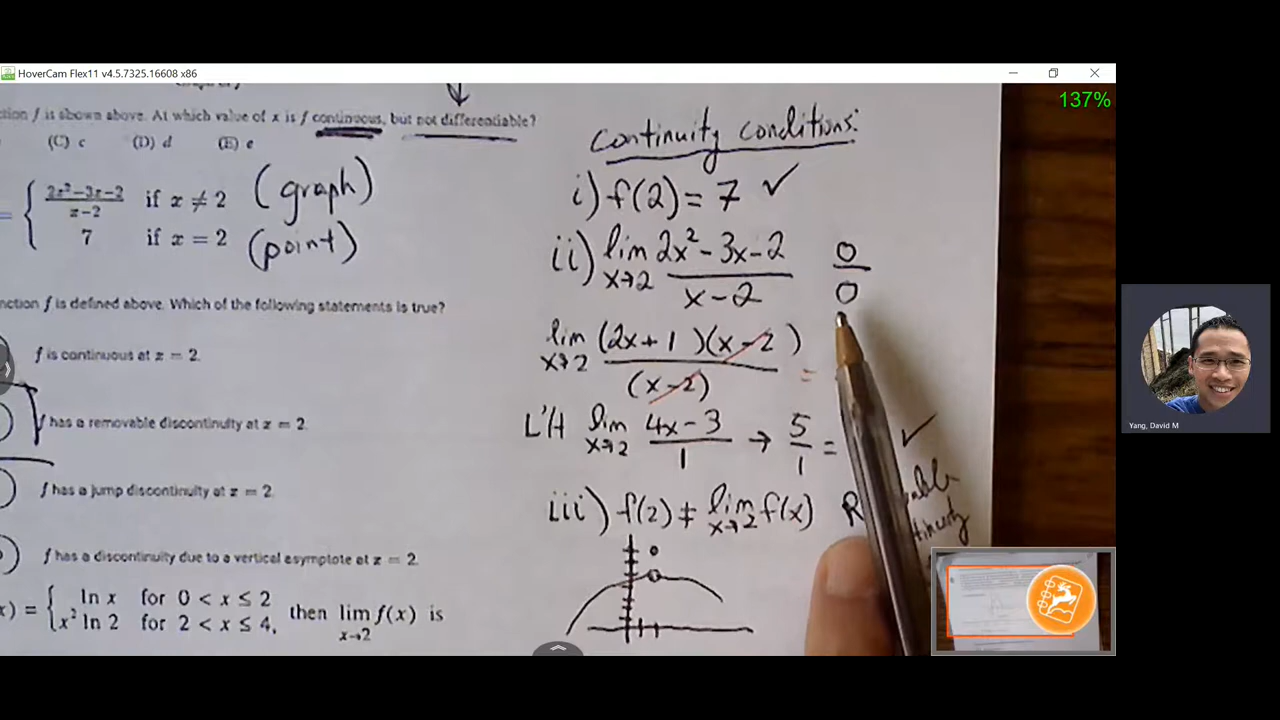 HoverCam Flex11 v4.5.7325.16608 x86
137%
f is shown above. At which value of x is f continuous, but not differentiable?
(C) c (D) d (E) e
= { (2x²-3x-2)/(x-2) if x ≠ 2 (graph)
7 if x = 2 (point)
f is defined above. Which of the following statements is true?
f is continuous at x = 2.
f has a removable discontinuity at x = 2.
f has a jump discontinuity at x = 2.
f has a discontinuity due to a vertical asymptote at x = 2.
ln x for 0 < x ≤ 2
x² ln 2 for 2 < x ≤ 4, then lim x→2 f(x) is
Continuity conditions:
i) f(2) = 7 ✓
ii) lim x→2 (2x² - 3x - 2)/(x - 2) 0/0
lim x→2 (2x + 1)(x - 2)/(x - 2) =
L'H lim x→2 (4x - 3)/1 → 5/1 = ✓
iii) f(2) ≠ lim x→2 f(x)
Yang, David M